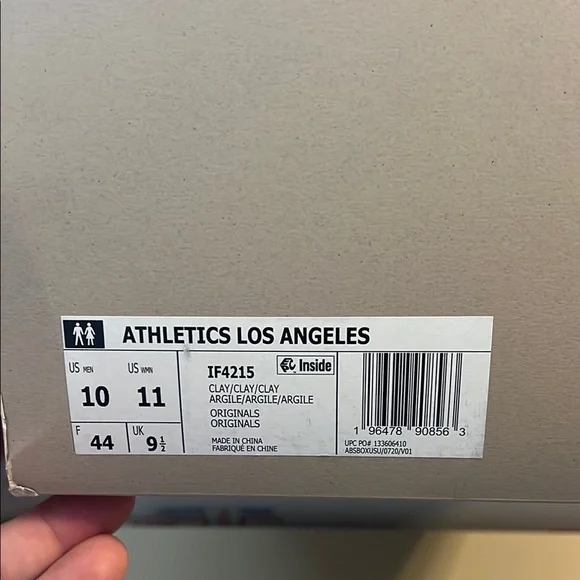 ATHLETICS LOS ANGELES
US MEN
10
US WMN
11
F
44
UK
9 1/2
IF4215
Inside
CLAY/CLAY/CLAY
ARGILE/ARGILE/ARGILE
ORIGINALS
ORIGINALS
MADE IN CHINA
FABRIQUÉ EN CHINE
1 96478 90856 3
UPC PO# 133606410
ABSBOXUSU/0720/V01